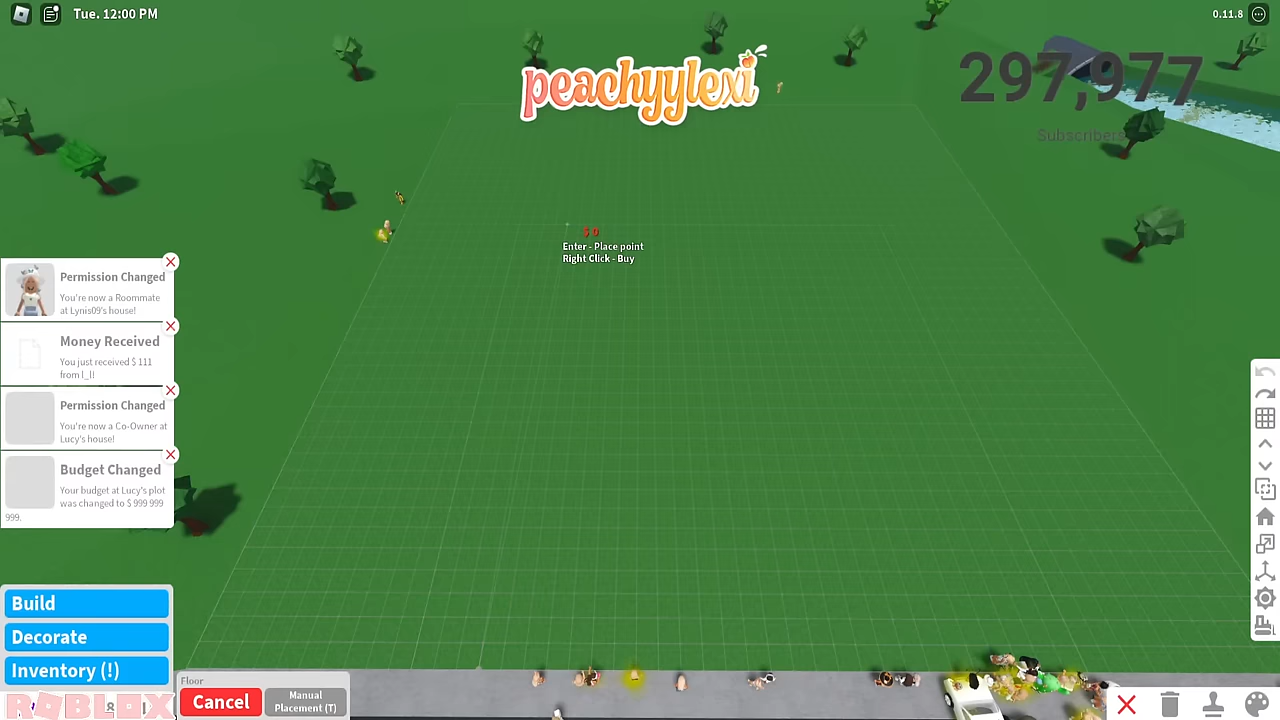 Tue. 12:00 PM
0.11.8
peachyylexi
297,977
Subscribers
$ 0
Enter - Place point
Right Click - Buy
Permission Changed
You're now a Roommate
at Lynis09's house!
Money Received
You just received $ 111
Permission Changed
You're now a Co-Owner at
Lucy's house!
Budget Changed
Your budget at Lucy's plot
was changed to $ 999 999
999.
Build
Decorate
Inventory (!)
ROBLOX
Floor
Cancel
Manual
Placement (T)